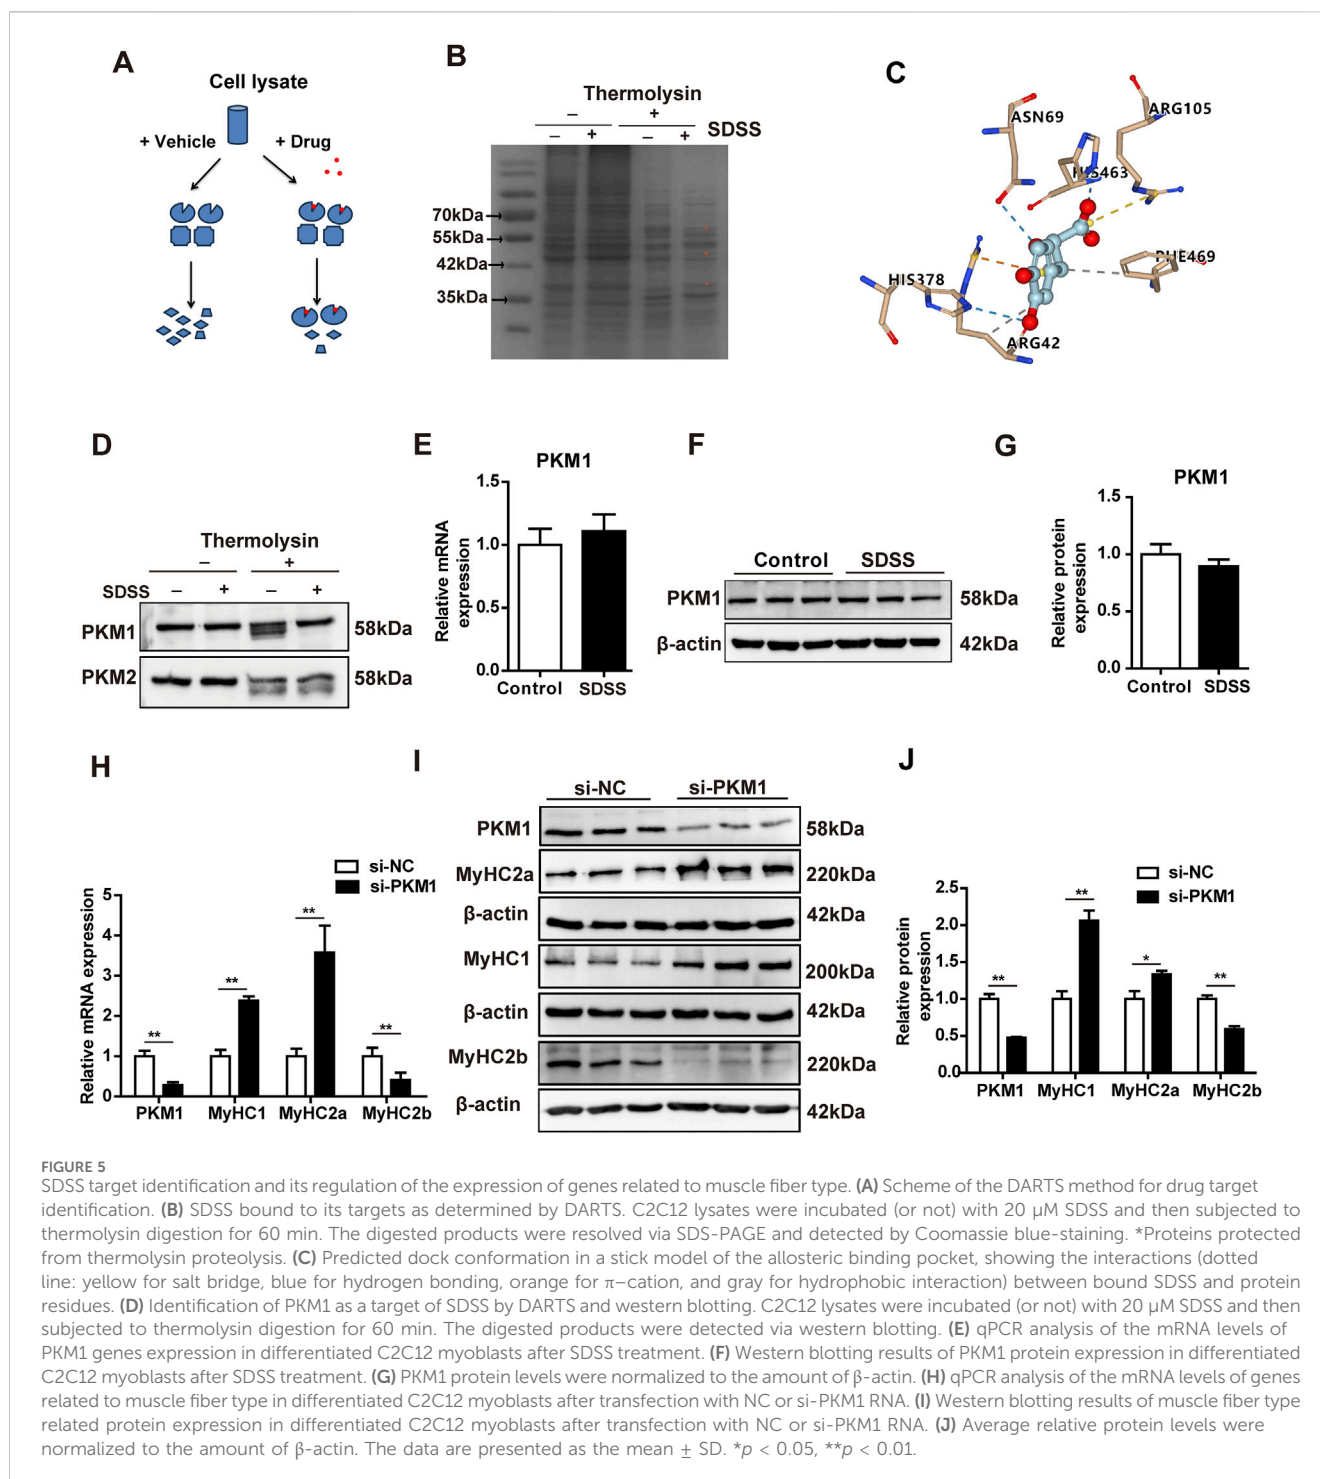 A
Cell lysate
+ Vehicle
+ Drug
B
Thermolysin
– +
– + – + SDSS
70kDa
55kDa
42kDa
35kDa
C
ASN69
ARG105
HIS463
PHE469
HIS378
ARG42
D
Thermolysin
– +
SDSS – + – +
PKM1 58kDa
PKM2 58kDa
E
PKM1
Relative mRNA
expression
1.5
1.0
0.5
0.0
Control SDSS
F
Control SDSS
PKM1 58kDa
β-actin 42kDa
G
PKM1
Relative protein
expression
1.5
1.0
0.5
0.0
Control SDSS
H
si-NC
si-PKM1
Relative mRNA expression
5
4
3
2
1
0
** ** ** **
PKM1 MyHC1 MyHC2a MyHC2b
I
si-NC si-PKM1
PKM1 58kDa
MyHC2a 220kDa
β-actin 42kDa
MyHC1 200kDa
β-actin 42kDa
MyHC2b 220kDa
β-actin 42kDa
J
si-NC
si-PKM1
Relative protein
expression
2.5
2.0
1.5
1.0
0.5
0.0
** ** * **
PKM1 MyHC1 MyHC2a MyHC2b
FIGURE 5
SDSS target identification and its regulation of the expression of genes related to muscle fiber type. (A) Scheme of the DARTS method for drug target
identification. (B) SDSS bound to its targets as determined by DARTS. C2C12 lysates were incubated (or not) with 20 µM SDSS and then subjected to
thermolysin digestion for 60 min. The digested products were resolved via SDS-PAGE and detected by Coomassie blue-staining. *Proteins protected
from thermolysin proteolysis. (C) Predicted dock conformation in a stick model of the allosteric binding pocket, showing the interactions (dotted
line: yellow for salt bridge, blue for hydrogen bonding, orange for π–cation, and gray for hydrophobic interaction) between bound SDSS and protein
residues. (D) Identification of PKM1 as a target of SDSS by DARTS and western blotting. C2C12 lysates were incubated (or not) with 20 µM SDSS and then
subjected to thermolysin digestion for 60 min. The digested products were detected via western blotting. (E) qPCR analysis of the mRNA levels of
PKM1 genes expression in differentiated C2C12 myoblasts after SDSS treatment. (F) Western blotting results of PKM1 protein expression in differentiated
C2C12 myoblasts after SDSS treatment. (G) PKM1 protein levels were normalized to the amount of β-actin. (H) qPCR analysis of the mRNA levels of genes
related to muscle fiber type in differentiated C2C12 myoblasts after transfection with NC or si-PKM1 RNA. (I) Western blotting results of muscle fiber type
related protein expression in differentiated C2C12 myoblasts after transfection with NC or si-PKM1 RNA. (J) Average relative protein levels were
normalized to the amount of β-actin. The data are presented as the mean ± SD. *p < 0.05, **p < 0.01.